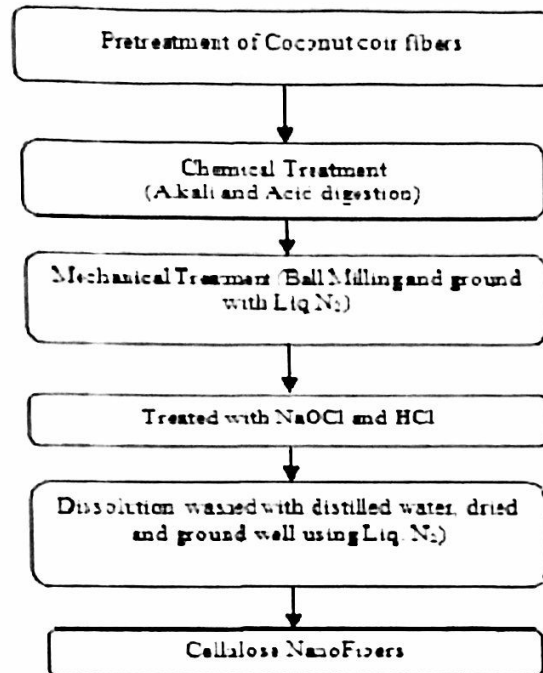 Pretreatment of Coconut coir fibers
Chemical Treatment
(Alkali and Acid digestion)
Mechanical Treatment (Ball Milling and ground
with Liq N₂)
Treated with NaOCl and HCl
Dissolution washed with distilled water, dried
and ground well using Liq. N₂)
Cellulose NanoFibers